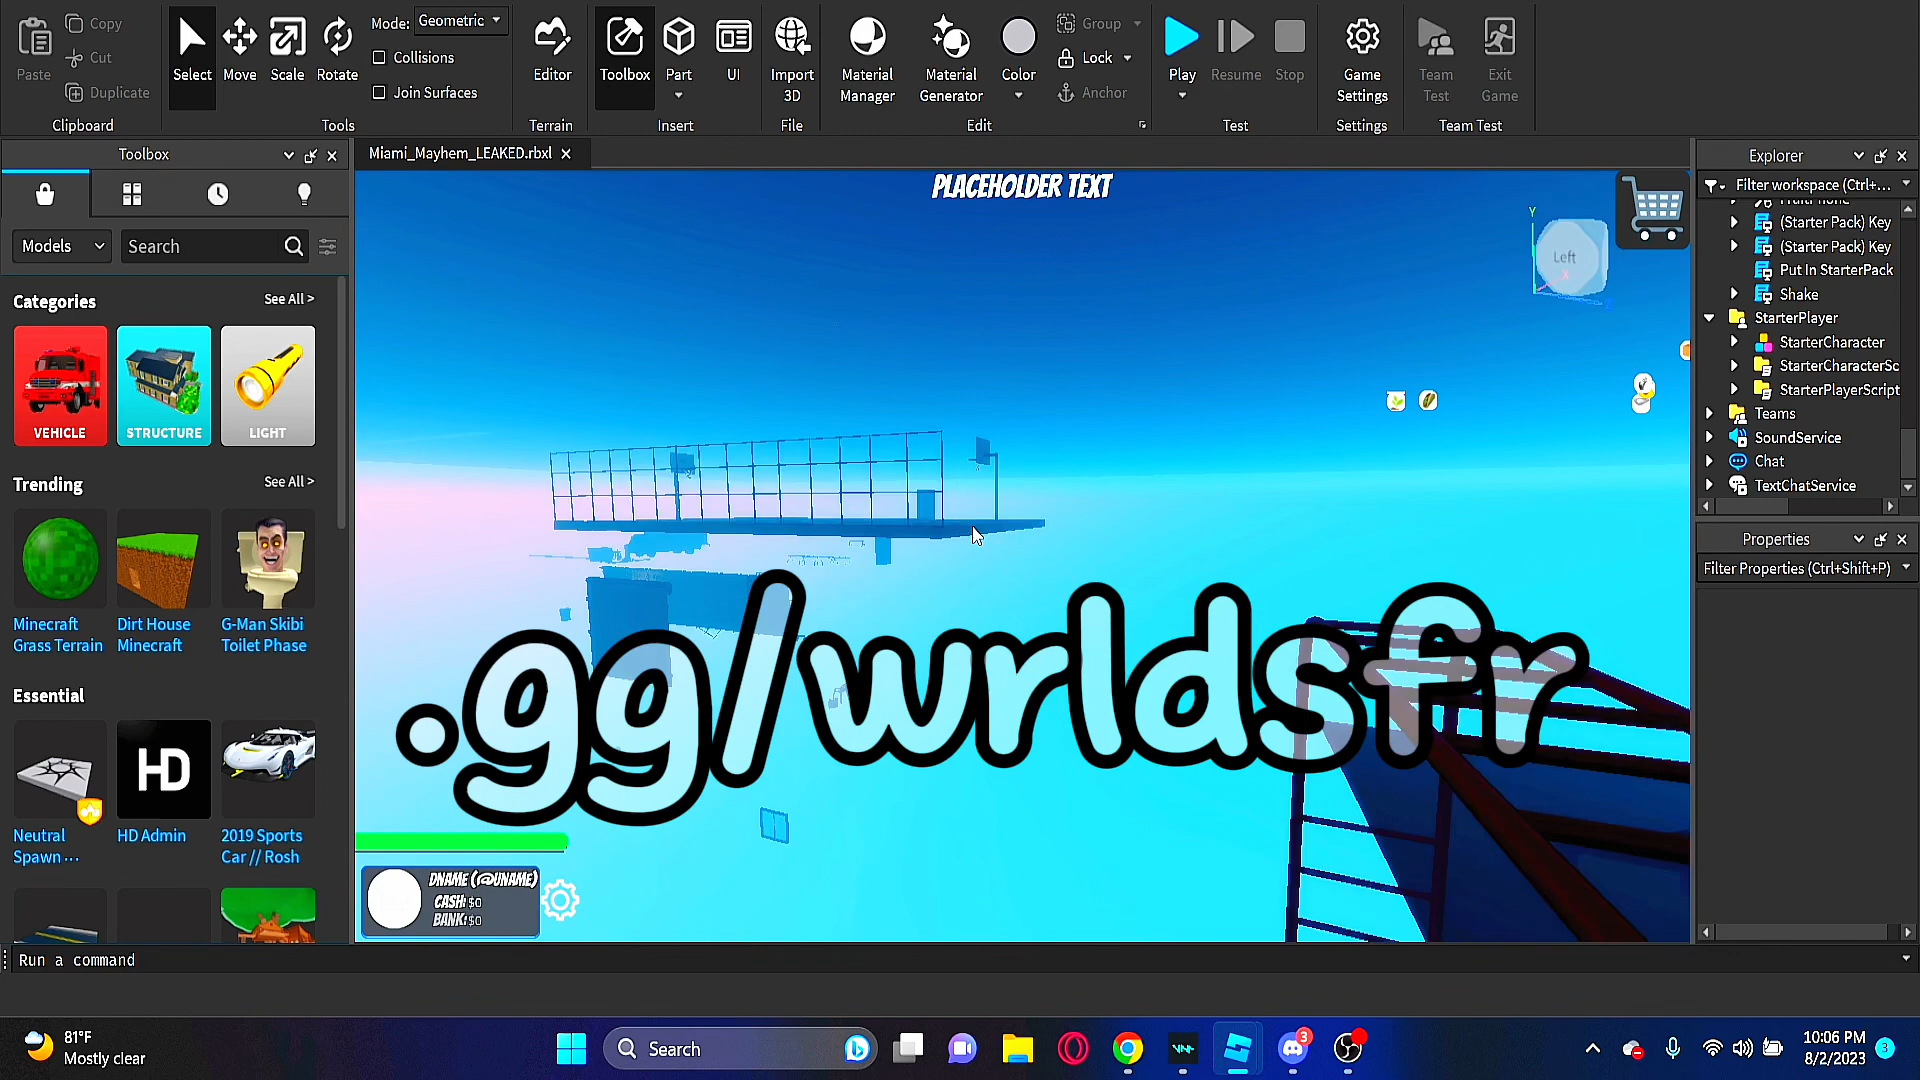 Paste
Copy
Cut
Duplicate
Clipboard
Select
Move
Scale
Rotate
Mode: Geometric
Collisions
Join Surfaces
Tools
Editor
Terrain
Toolbox
Part
UI
Insert
Import
3D
File
Material
Manager
Material
Generator
Color
Group
Lock
Anchor
Edit
Play
Resume
Stop
Test
Game
Settings
Settings
Team
Test
Exit
Game
Team Test
Toolbox
Models
Search
Categories
See All >
VEHICLE
STRUCTURE
LIGHT
Trending
See All >
Minecraft
Grass Terrain
Dirt House
Minecraft
G-Man Skibi
Toilet Phase
Essential
HD
Neutral
Spawn ...
HD Admin
2019 Sports
Car // Rosh
Miami_Mayhem_LEAKED.rbxl
PLACEHOLDER TEXT
Y
Left
X
.gg/wrldsfr
DNAME (@UNAME)
CASH: $0
BANK: $0
Explorer
Filter workspace (Ctrl+...
(Starter Pack) Key
(Starter Pack) Key
Put In StarterPack
Shake
StarterPlayer
StarterCharacter
StarterCharacterSc
StarterPlayerScript
Teams
SoundService
Chat
TextChatService
Properties
Filter Properties (Ctrl+Shift+P)
Run a command
81°F
Mostly clear
Search
3
10:06 PM
8/2/2023
3